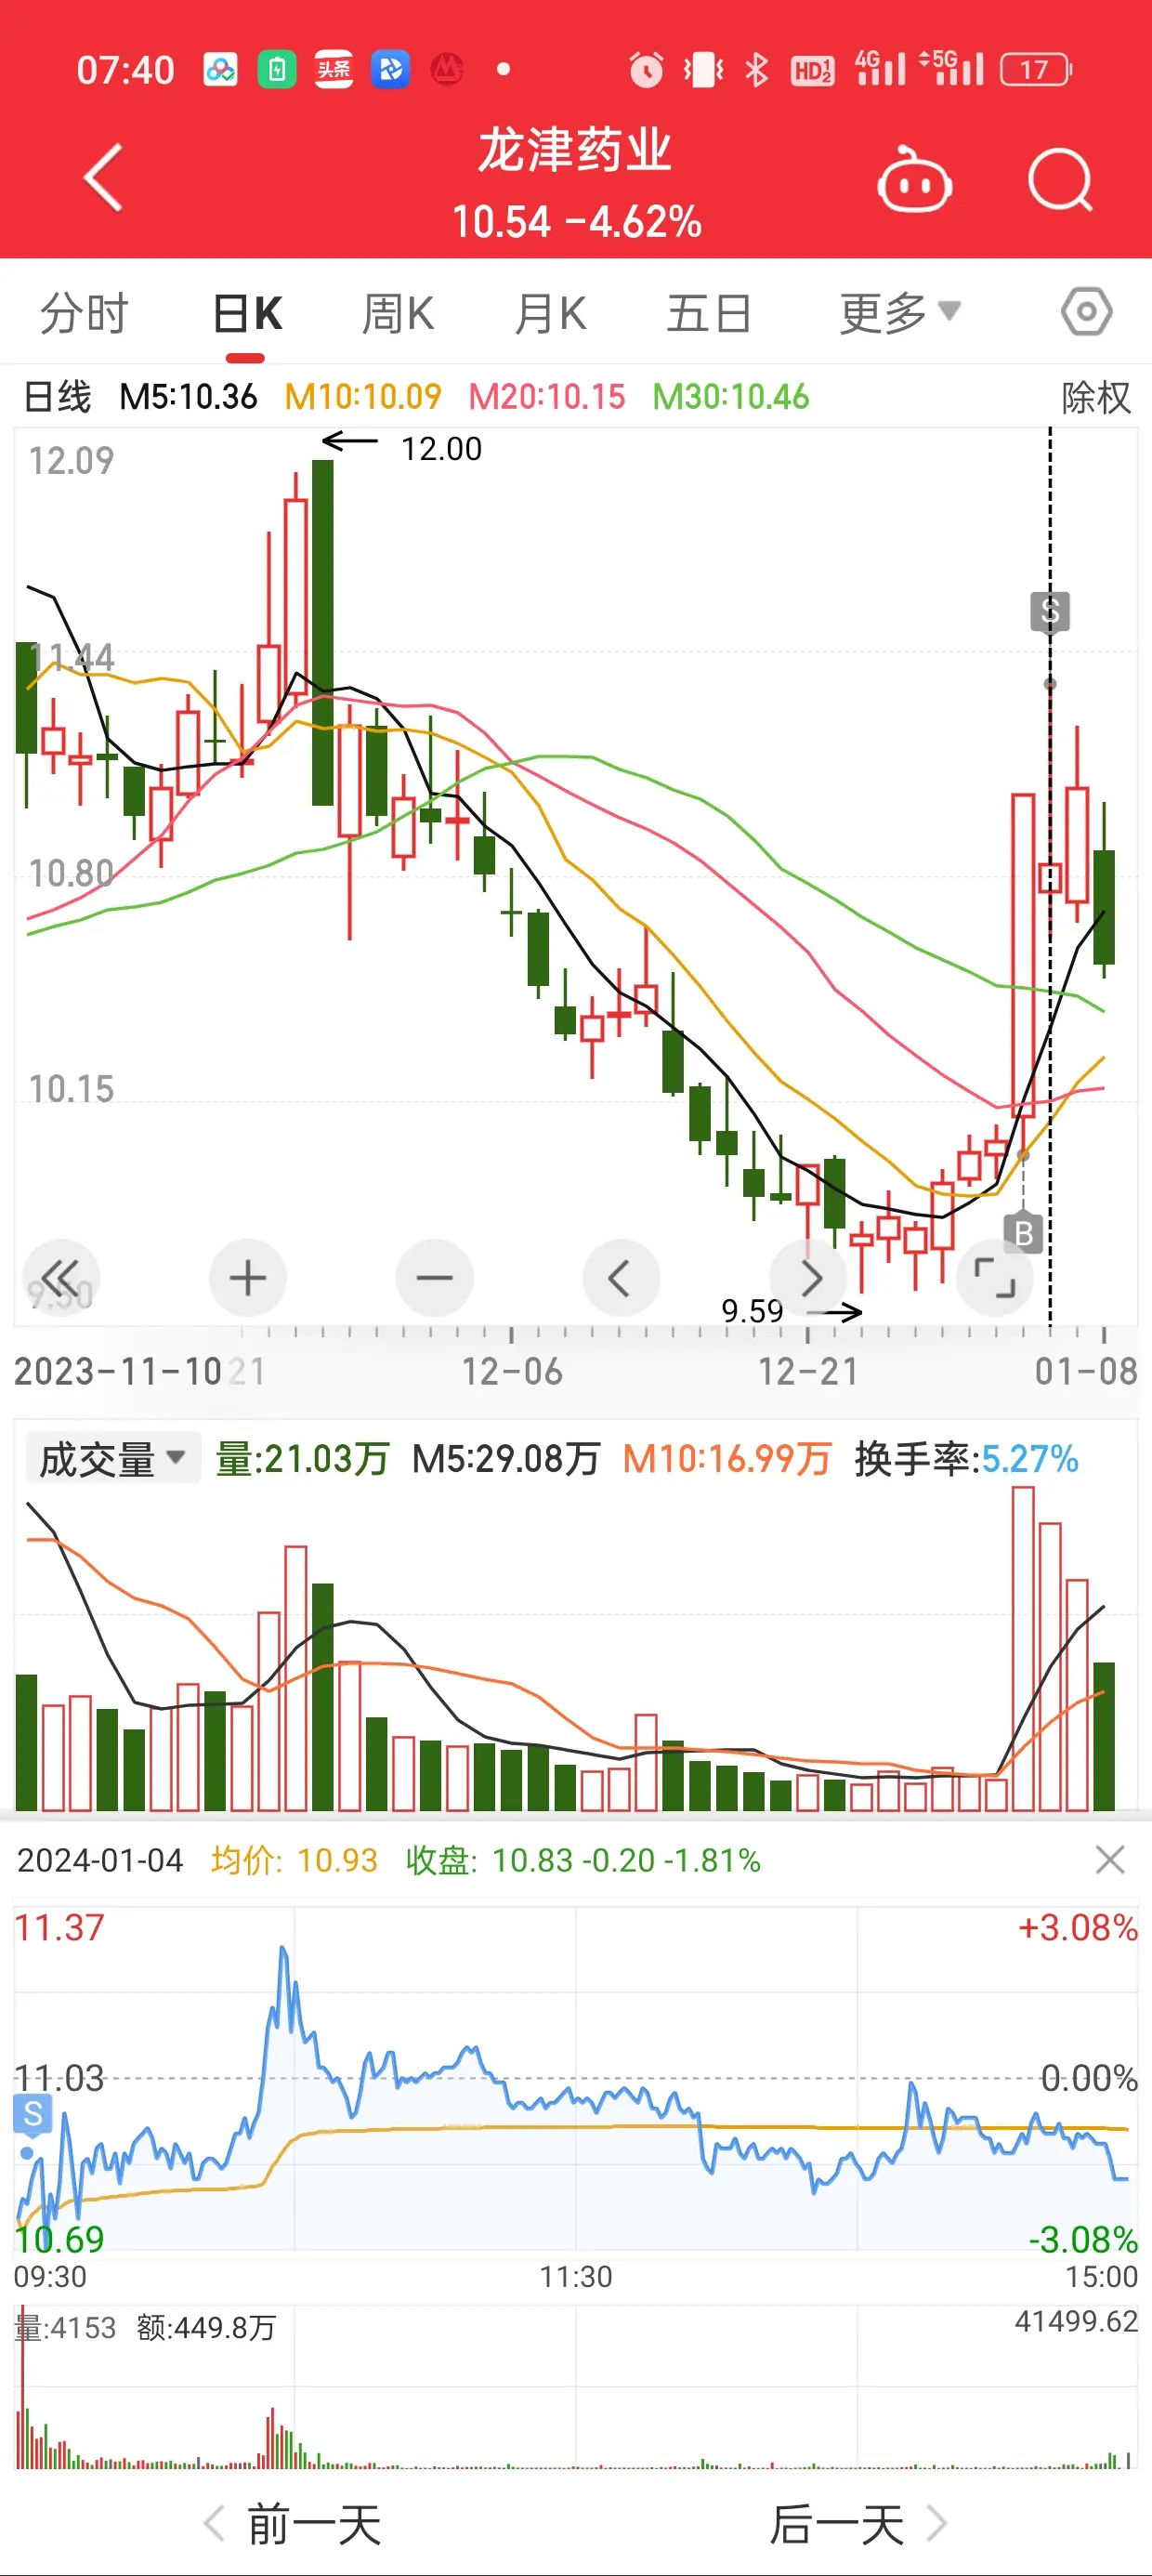 07:40 头条 HD1 2 4G 5G 17
龙津药业
10.54 -4.62%
分时 日K 周K 月K 五日 更多
日线 M5:10.36 M10:10.09 M20:10.15 M30:10.46 除权
12.09
12.00
S
11.44
10.80
10.15
B
9.50
9.59
2023-11-10 21 12-06 12-21 01-08
成交量 量:21.03万 M5:29.08万 M10:16.99万 换手率:5.27%
2024-01-04 均价: 10.93 收盘: 10.83 -0.20 -1.81%
11.37 +3.08%
11.03 0.00%
S
10.69 -3.08%
09:30 11:30 15:00
量:4153 额:449.8万 41499.62
前一天 后一天